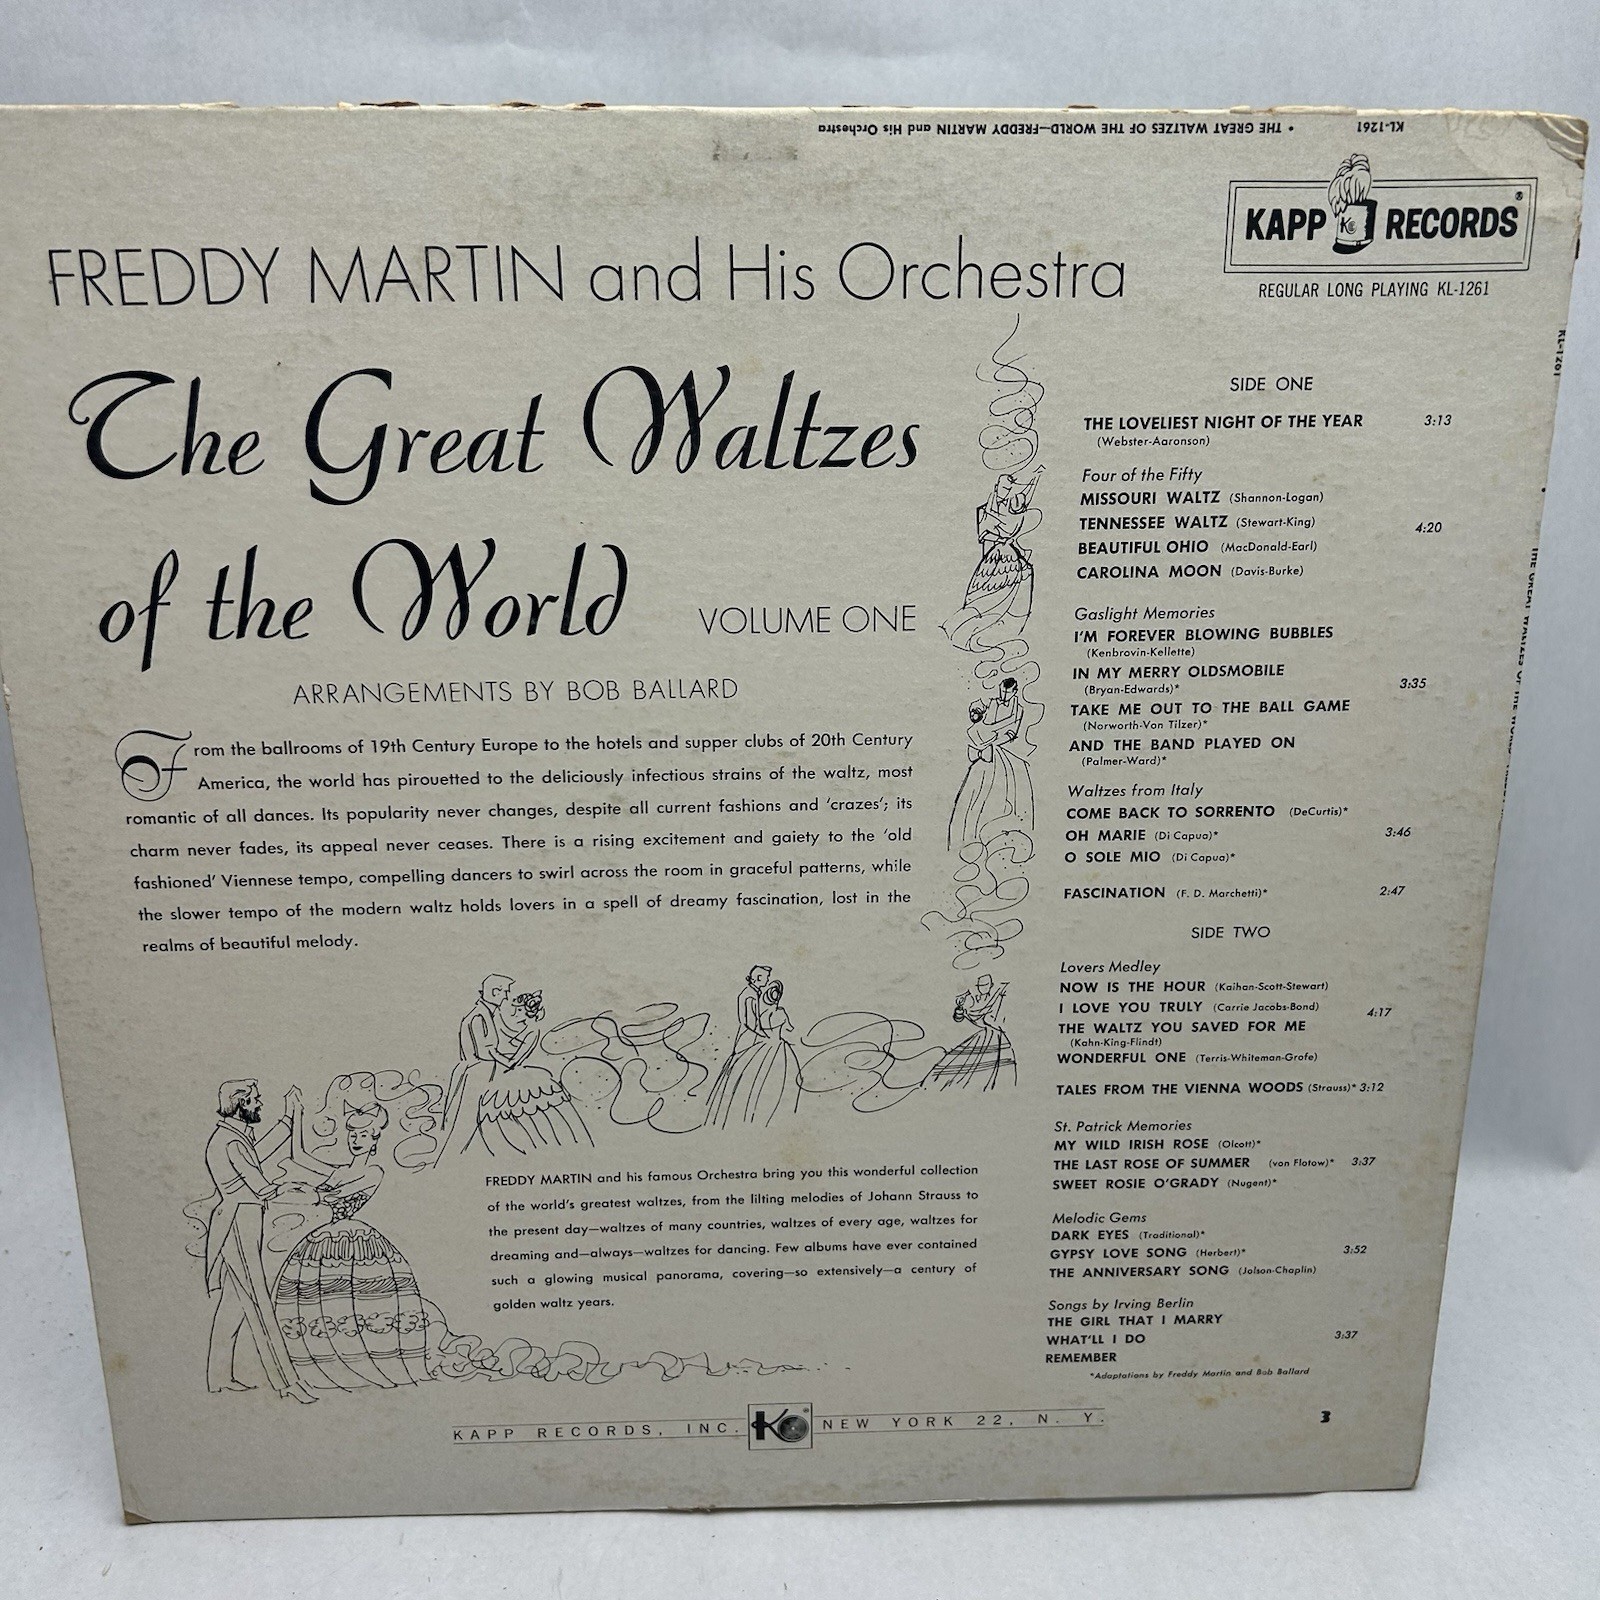 KL-1261
• THE GREAT WALTZES OF THE WORLD—FREDDY MARTIN and His Orchestra
KAPP K RECORDS®
REGULAR LONG PLAYING KL-1261
FREDDY MARTIN and His Orchestra
The Great Waltzes
of the World VOLUME ONE
ARRANGEMENTS BY BOB BALLARD
From the ballrooms of 19th Century Europe to the hotels and supper clubs of 20th Century
America, the world has pirouetted to the deliciously infectious strains of the waltz, most
romantic of all dances. Its popularity never changes, despite all current fashions and 'crazes'; its
charm never fades, its appeal never ceases. There is a rising excitement and gaiety to the 'old
fashioned' Viennese tempo, compelling dancers to swirl across the room in graceful patterns, while
the slower tempo of the modern waltz holds lovers in a spell of dreamy fascination, lost in the
realms of beautiful melody.
FREDDY MARTIN and his famous Orchestra bring you this wonderful collection
of the world's greatest waltzes, from the lilting melodies of Johann Strauss to
the present day—waltzes of many countries, waltzes of every age, waltzes for
dreaming and—always—waltzes for dancing. Few albums have ever contained
such a glowing musical panorama, covering—so extensively—a century of
golden waltz years.
SIDE ONE
THE LOVELIEST NIGHT OF THE YEAR 3:13
(Webster-Aaronson)
Four of the Fifty
MISSOURI WALTZ (Shannon-Logan)
TENNESSEE WALTZ (Stewart-King) 4:20
BEAUTIFUL OHIO (MacDonald-Earl)
CAROLINA MOON (Davis-Burke)
Gaslight Memories
I'M FOREVER BLOWING BUBBLES
(Kenbrovin-Kellette)
IN MY MERRY OLDSMOBILE
(Bryan-Edwards)* 3:35
TAKE ME OUT TO THE BALL GAME
(Norworth-Von Tilzer)*
AND THE BAND PLAYED ON
(Palmer-Ward)*
Waltzes from Italy
COME BACK TO SORRENTO (DeCurtis)*
OH MARIE (Di Capua)* 3:46
O SOLE MIO (Di Capua)*
FASCINATION (F. D. Marchetti)* 2:47
SIDE TWO
Lovers Medley
NOW IS THE HOUR (Kaihan-Scott-Stewart)
I LOVE YOU TRULY (Carrie Jacobs-Bond) 4:17
THE WALTZ YOU SAVED FOR ME
(Kahn-King-Flindt)
WONDERFUL ONE (Terris-Whiteman-Grofe)
TALES FROM THE VIENNA WOODS (Strauss)* 3:12
St. Patrick Memories
MY WILD IRISH ROSE (Olcott)*
THE LAST ROSE OF SUMMER (von Flotow)* 3:37
SWEET ROSIE O'GRADY (Nugent)*
Melodic Gems
DARK EYES (Traditional)*
GYPSY LOVE SONG (Herbert)* 3:52
THE ANNIVERSARY SONG (Jolson-Chaplin)
Songs by Irving Berlin
THE GIRL THAT I MARRY
WHAT'LL I DO 3:37
REMEMBER
*Adaptations by Freddy Martin and Bob Ballard
KAPP RECORDS, INC. K NEW YORK 22, N. Y.
3
KL-1261